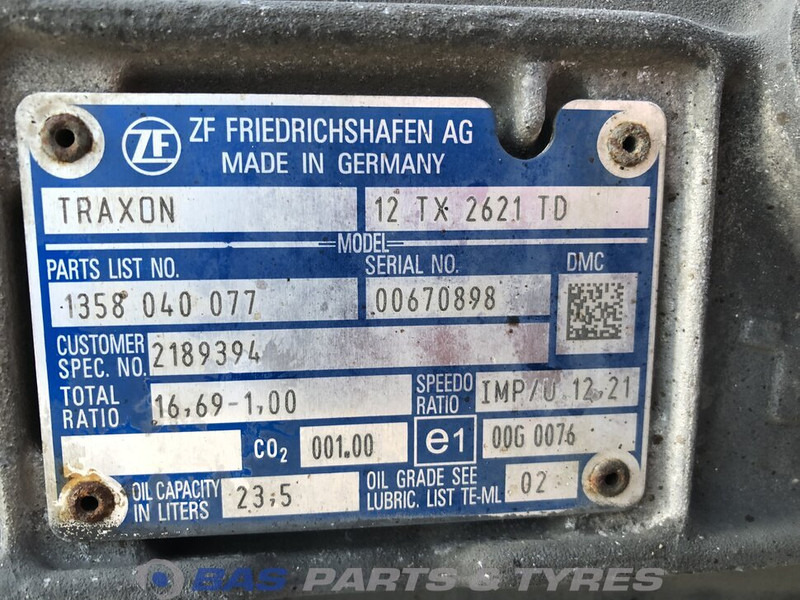 ZF ZF FRIEDRICHSHAFEN AG
MADE IN GERMANY
TRAXON 12 TX 2621 TD
MODEL
PARTS LIST NO. SERIAL NO. DMC
1358 040 077 00670898
CUSTOMER SPEC. NO. 2189394
TOTAL RATIO 16,69-1,00 SPEEDO RATIO IMP/U 12,21
CO2 001.00 e1 00G 0076
OIL CAPACITY IN LITERS 23,5 OIL GRADE SEE LUBRIC. LIST TE-ML 02
BAS PARTS & TYRES